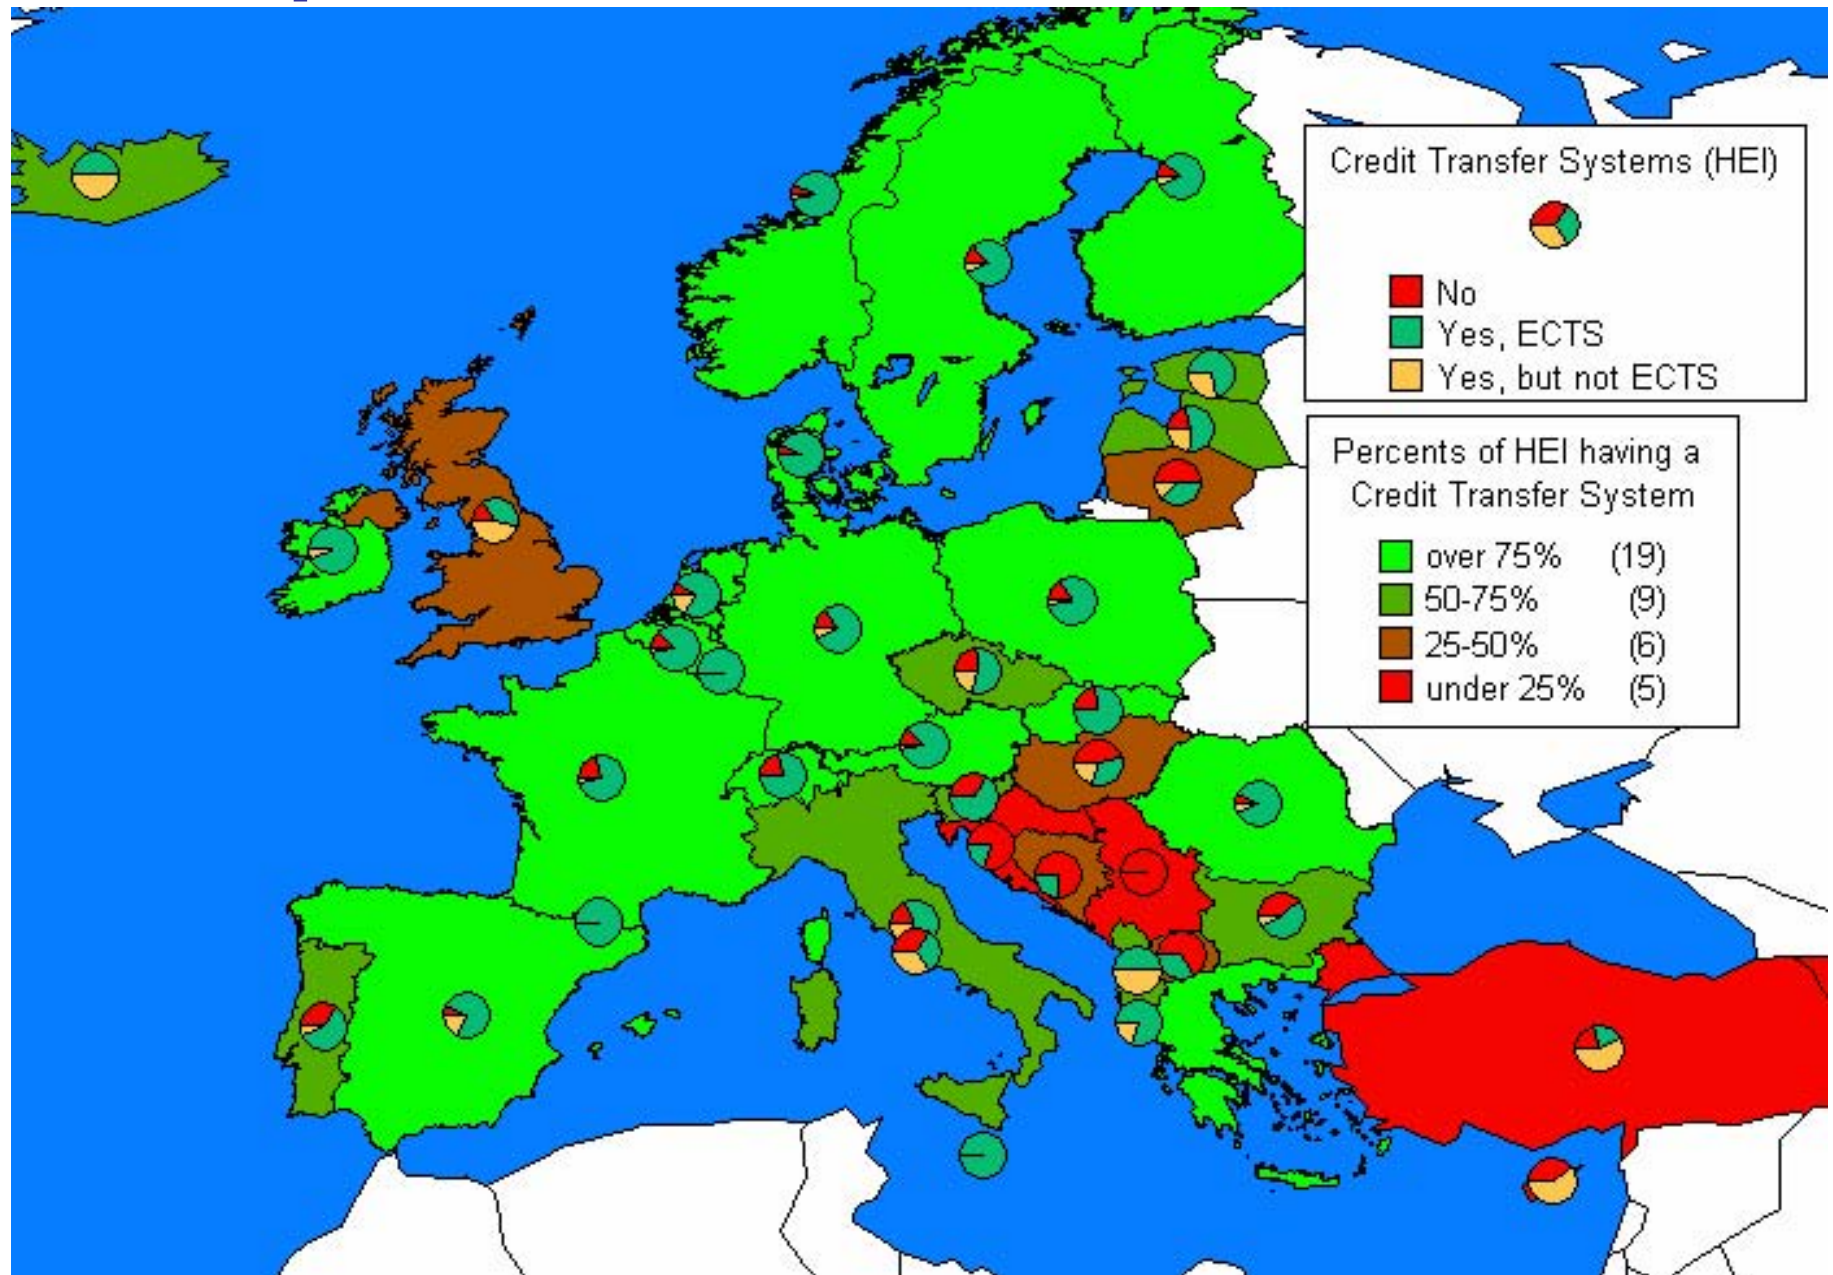 Credit Transfer Systems (HEI)
No
Yes, ECTS
Yes, but not ECTS
Percents of HEI having a
Credit Transfer System
over 75% (19)
50-75% (9)
25-50% (6)
under 25% (5)